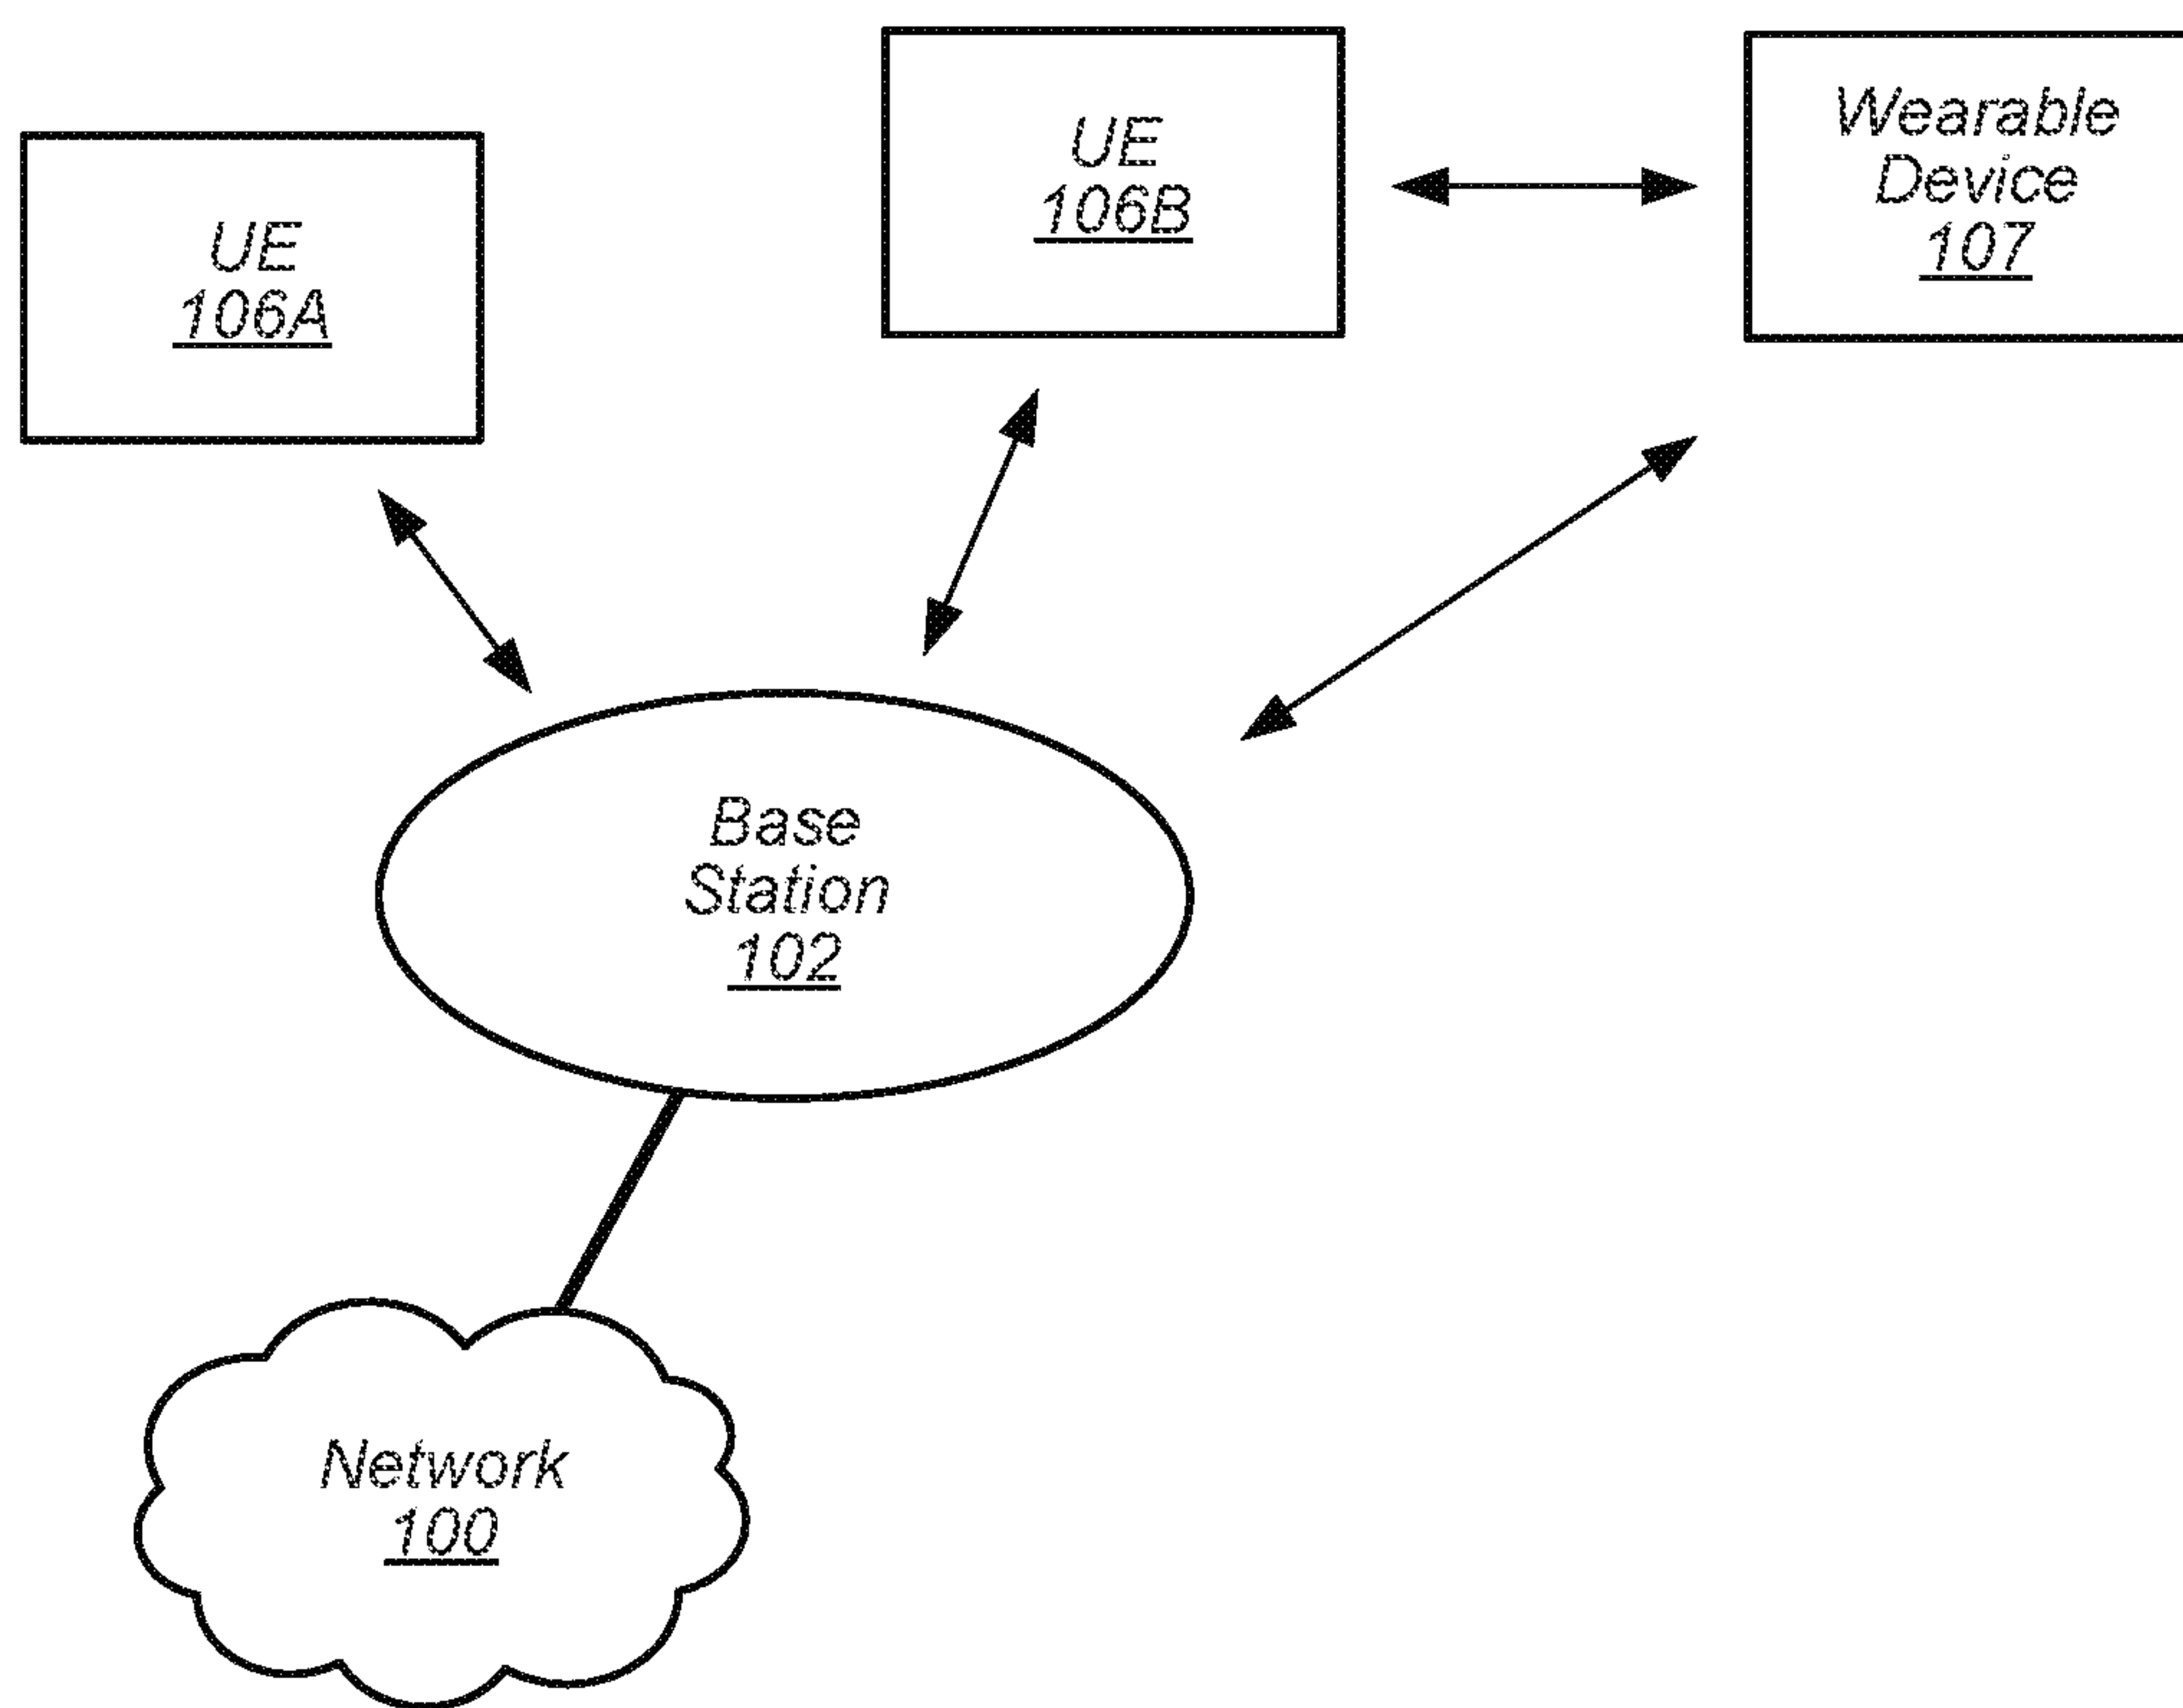 UE
106A
UE
106B
Wearable
Device
107
Base
Station
102
Network
100